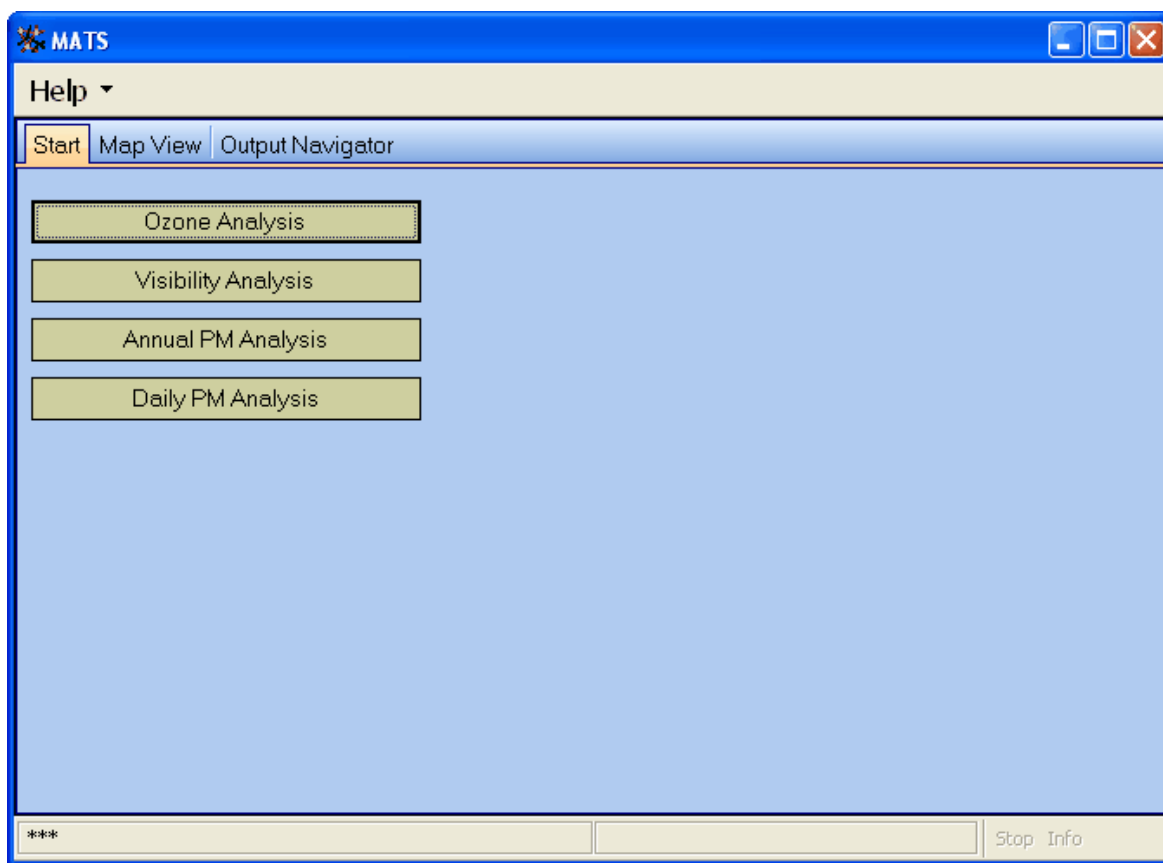 MATS
Help
Start Map View Output Navigator
Ozone Analysis
Visibility Analysis
Annual PM Analysis
Daily PM Analysis
*** Stop Info